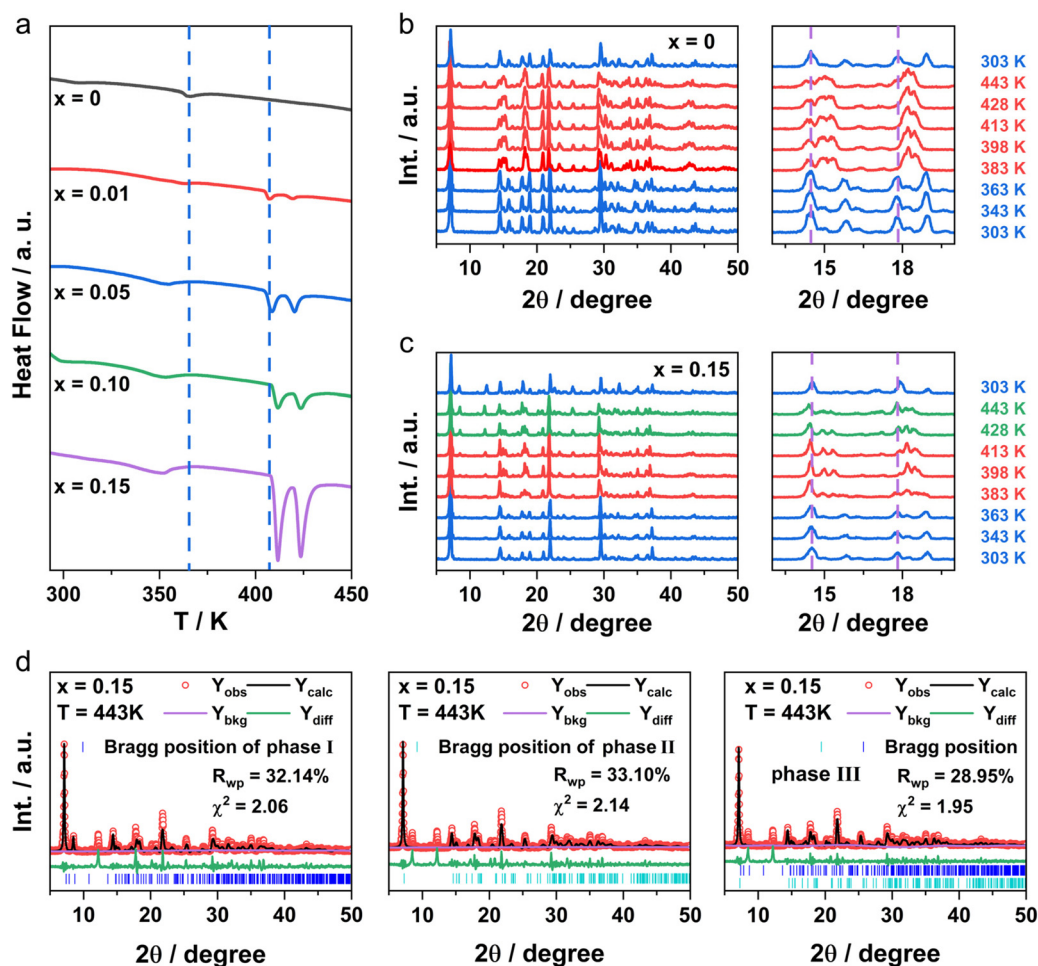 a
x = 0
x = 0.01
x = 0.05
x = 0.10
x = 0.15
Heat Flow / a. u.
300
350
400
450
T / K
b
x = 0
Int. / a.u.
303 K
443 K
428 K
413 K
398 K
383 K
363 K
343 K
303 K
10
20
30
40
50
2θ / degree
15
18
2θ / degree
c
x = 0.15
Int. / a.u.
303 K
443 K
428 K
413 K
398 K
383 K
363 K
343 K
303 K
10
20
30
40
50
2θ / degree
15
18
2θ / degree
d
Int. / a.u.
x = 0.15
Y_obs
Y_calc
T = 443K
Y_bkg
Y_diff
Bragg position of phase I
R_wp = 32.14%
χ² = 2.06
10
20
30
40
50
2θ / degree
x = 0.15
Y_obs
Y_calc
T = 443K
Y_bkg
Y_diff
Bragg position of phase II
R_wp = 33.10%
χ² = 2.14
10
20
30
40
50
2θ / degree
x = 0.15
Y_obs
Y_calc
T = 443K
Y_bkg
Y_diff
Bragg position
phase III
R_wp = 28.95%
χ² = 1.95
10
20
30
40
50
2θ / degree